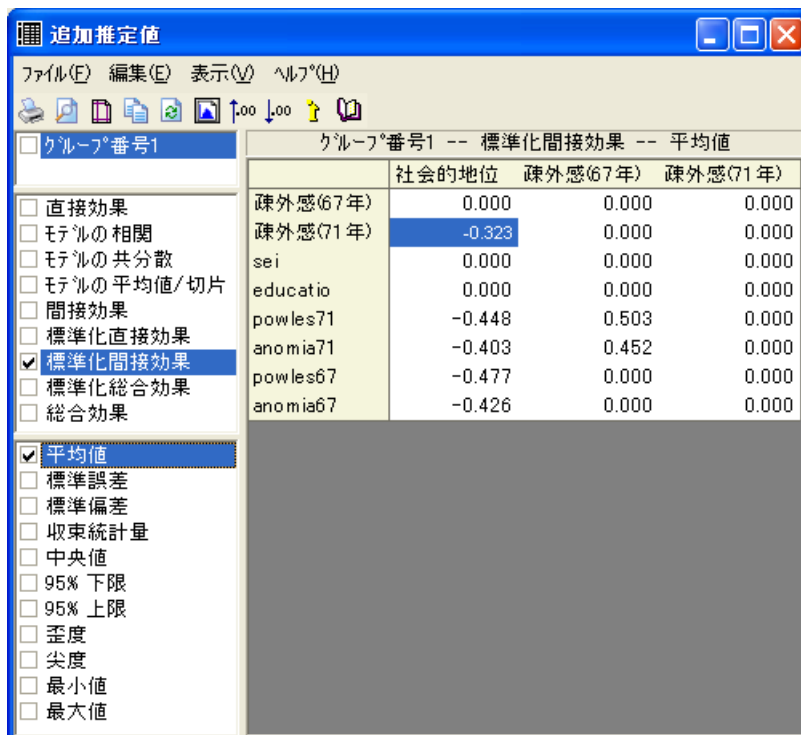 追加推定値
ファイル(F) 編集(E) 表示(V) ヘルプ(H)
グループ番号1
グループ番号1 -- 標準化間接効果 -- 平均値
直接効果
モデルの相関
モデルの共分散
モデルの平均値/切片
間接効果
標準化直接効果
標準化間接効果
標準化総合効果
総合効果
平均値
標準誤差
標準偏差
収束統計量
中央値
95% 下限
95% 上限
歪度
尖度
最小値
最大値
社会的地位 疎外感(67年) 疎外感(71年)
疎外感(67年) 0.000 0.000 0.000
疎外感(71年) -0.323 0.000 0.000
sei 0.000 0.000 0.000
educatio 0.000 0.000 0.000
powles71 -0.448 0.503 0.000
anomia71 -0.403 0.452 0.000
powles67 -0.477 0.000 0.000
anomia67 -0.426 0.000 0.000